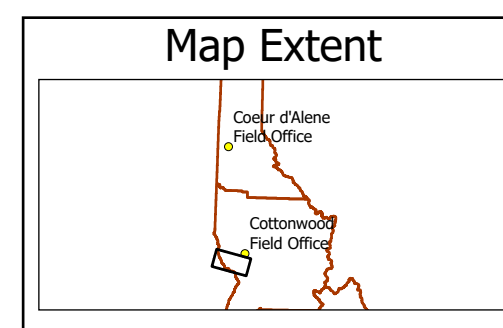 Map Extent
Coeur d'Alene
Field Office
Cottonwood
Field Office